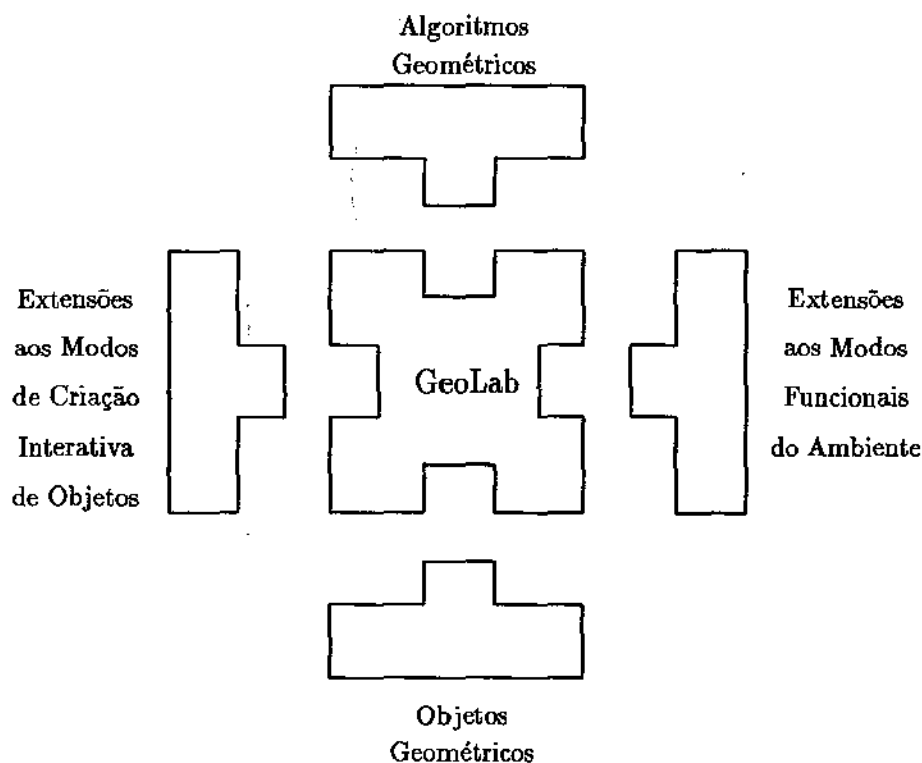 Algoritmos
Geométricos
Extensões
aos Modos
de Criação
Interativa
de Objetos
GeoLab
Extensões
aos Modos
Funcionais
do Ambiente
Objetos
Geométricos